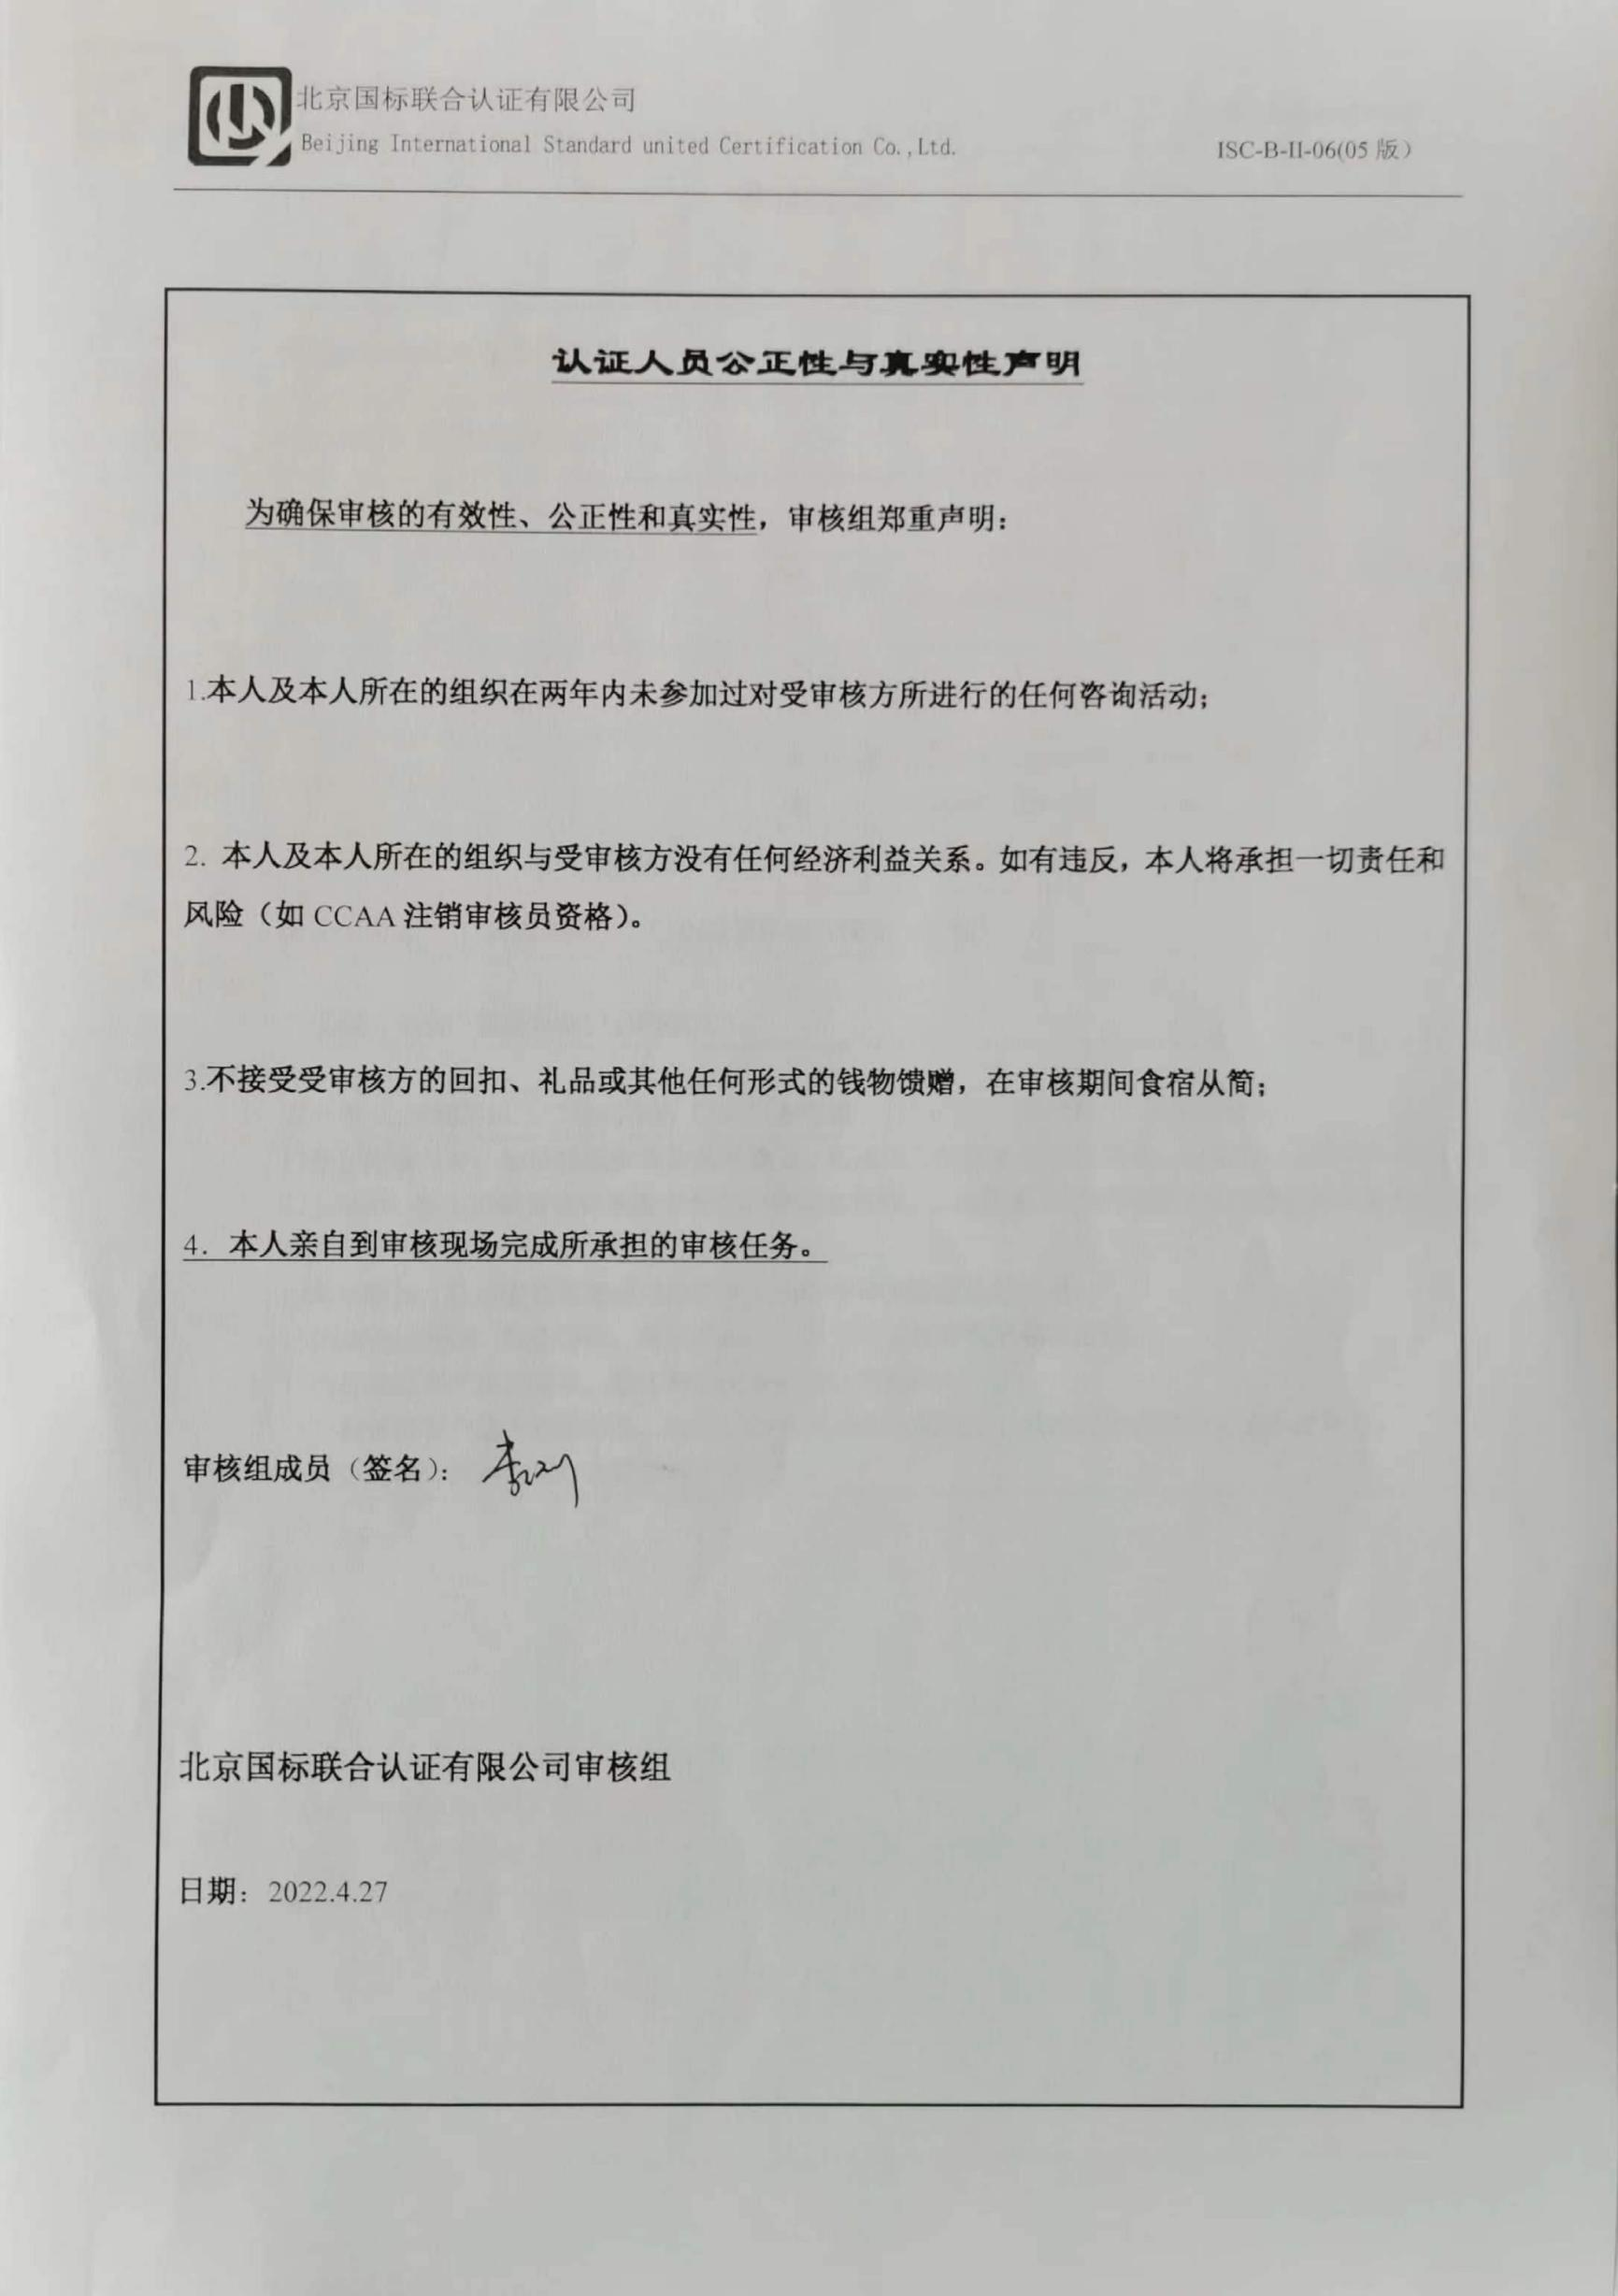 北京国标联合认证有限公司
Beijing International Standard united Certification Co.,Ltd.
ISC-B-II-06(05 版)
认证人员公正性与真实性声明
为确保审核的有效性、公正性和真实性，审核组郑重声明：
1.本人及本人所在的组织在两年内未参加过对受审核方所进行的任何咨询活动；
2. 本人及本人所在的组织与受审核方没有任何经济利益关系。如有违反，本人将承担一切责任和
风险（如 CCAA 注销审核员资格）。
3.不接受受审核方的回扣、礼品或其他任何形式的钱物馈赠，在审核期间食宿从简；
4. 本人亲自到审核现场完成所承担的审核任务。
审核组成员（签名）：
北京国标联合认证有限公司审核组
日期：2022.4.27